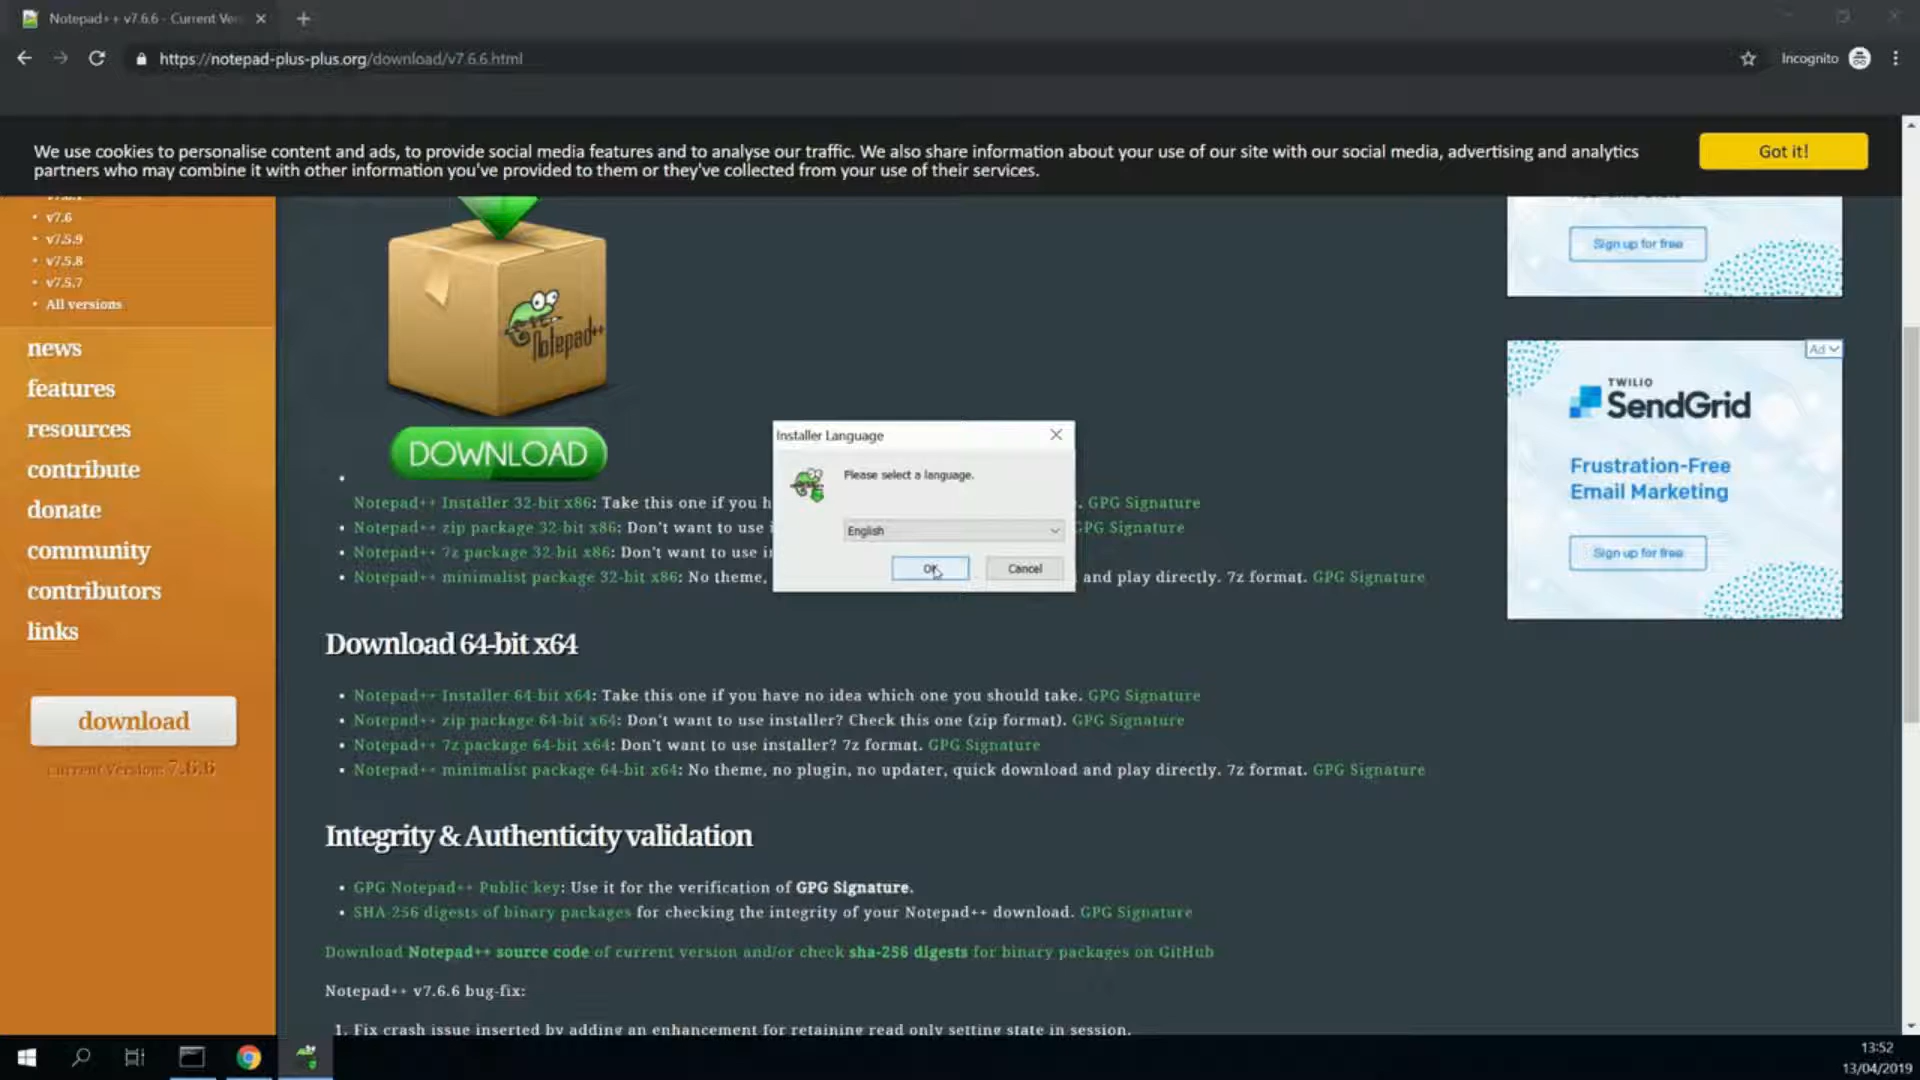 Notepad++ v7.6.6 - Current Ver
https://notepad-plus-plus.org/download/v7.6.6.html
Incognito
We use cookies to personalise content and ads, to provide social media features and to analyse our traffic. We also share information about your use of our site with our social media, advertising and analytics
partners who may combine it with other information you've provided to them or they've collected from your use of their services.
Got it!
• v7.6
• v7.5.9
• v7.5.8
• v7.5.7
• All versions
news
features
resources
contribute
donate
community
contributors
links
download
Current Version: 7.6.6
Notepad++
DOWNLOAD
• Notepad++ Installer 32-bit x86: Take this one if you h
. GPG Signature
• Notepad++ zip package 32-bit x86: Don't want to use i
GPG Signature
• Notepad++ 7z package 32-bit x86: Don't want to use i
• Notepad++ minimalist package 32-bit x86: No theme,
and play directly. 7z format. GPG Signature
Installer Language
Please select a language.
English
OK
Cancel
Download 64-bit x64
• Notepad++ Installer 64-bit x64: Take this one if you have no idea which one you should take. GPG Signature
• Notepad++ zip package 64-bit x64: Don't want to use installer? Check this one (zip format). GPG Signature
• Notepad++ 7z package 64-bit x64: Don't want to use installer? 7z format. GPG Signature
• Notepad++ minimalist package 64-bit x64: No theme, no plugin, no updater, quick download and play directly. 7z format. GPG Signature
Integrity & Authenticity validation
• GPG Notepad++ Public key: Use it for the verification of GPG Signature.
• SHA-256 digests of binary packages for checking the integrity of your Notepad++ download. GPG Signature
Download Notepad++ source code of current version and/or check sha-256 digests for binary packages on GitHub
Notepad++ v7.6.6 bug-fix:
1. Fix crash issue inserted by adding an enhancement for retaining read only setting state in session.
Sign up for free
Ad
TWILIO
SendGrid
Frustration-Free
Email Marketing
Sign up for free
13:52
13/04/2019